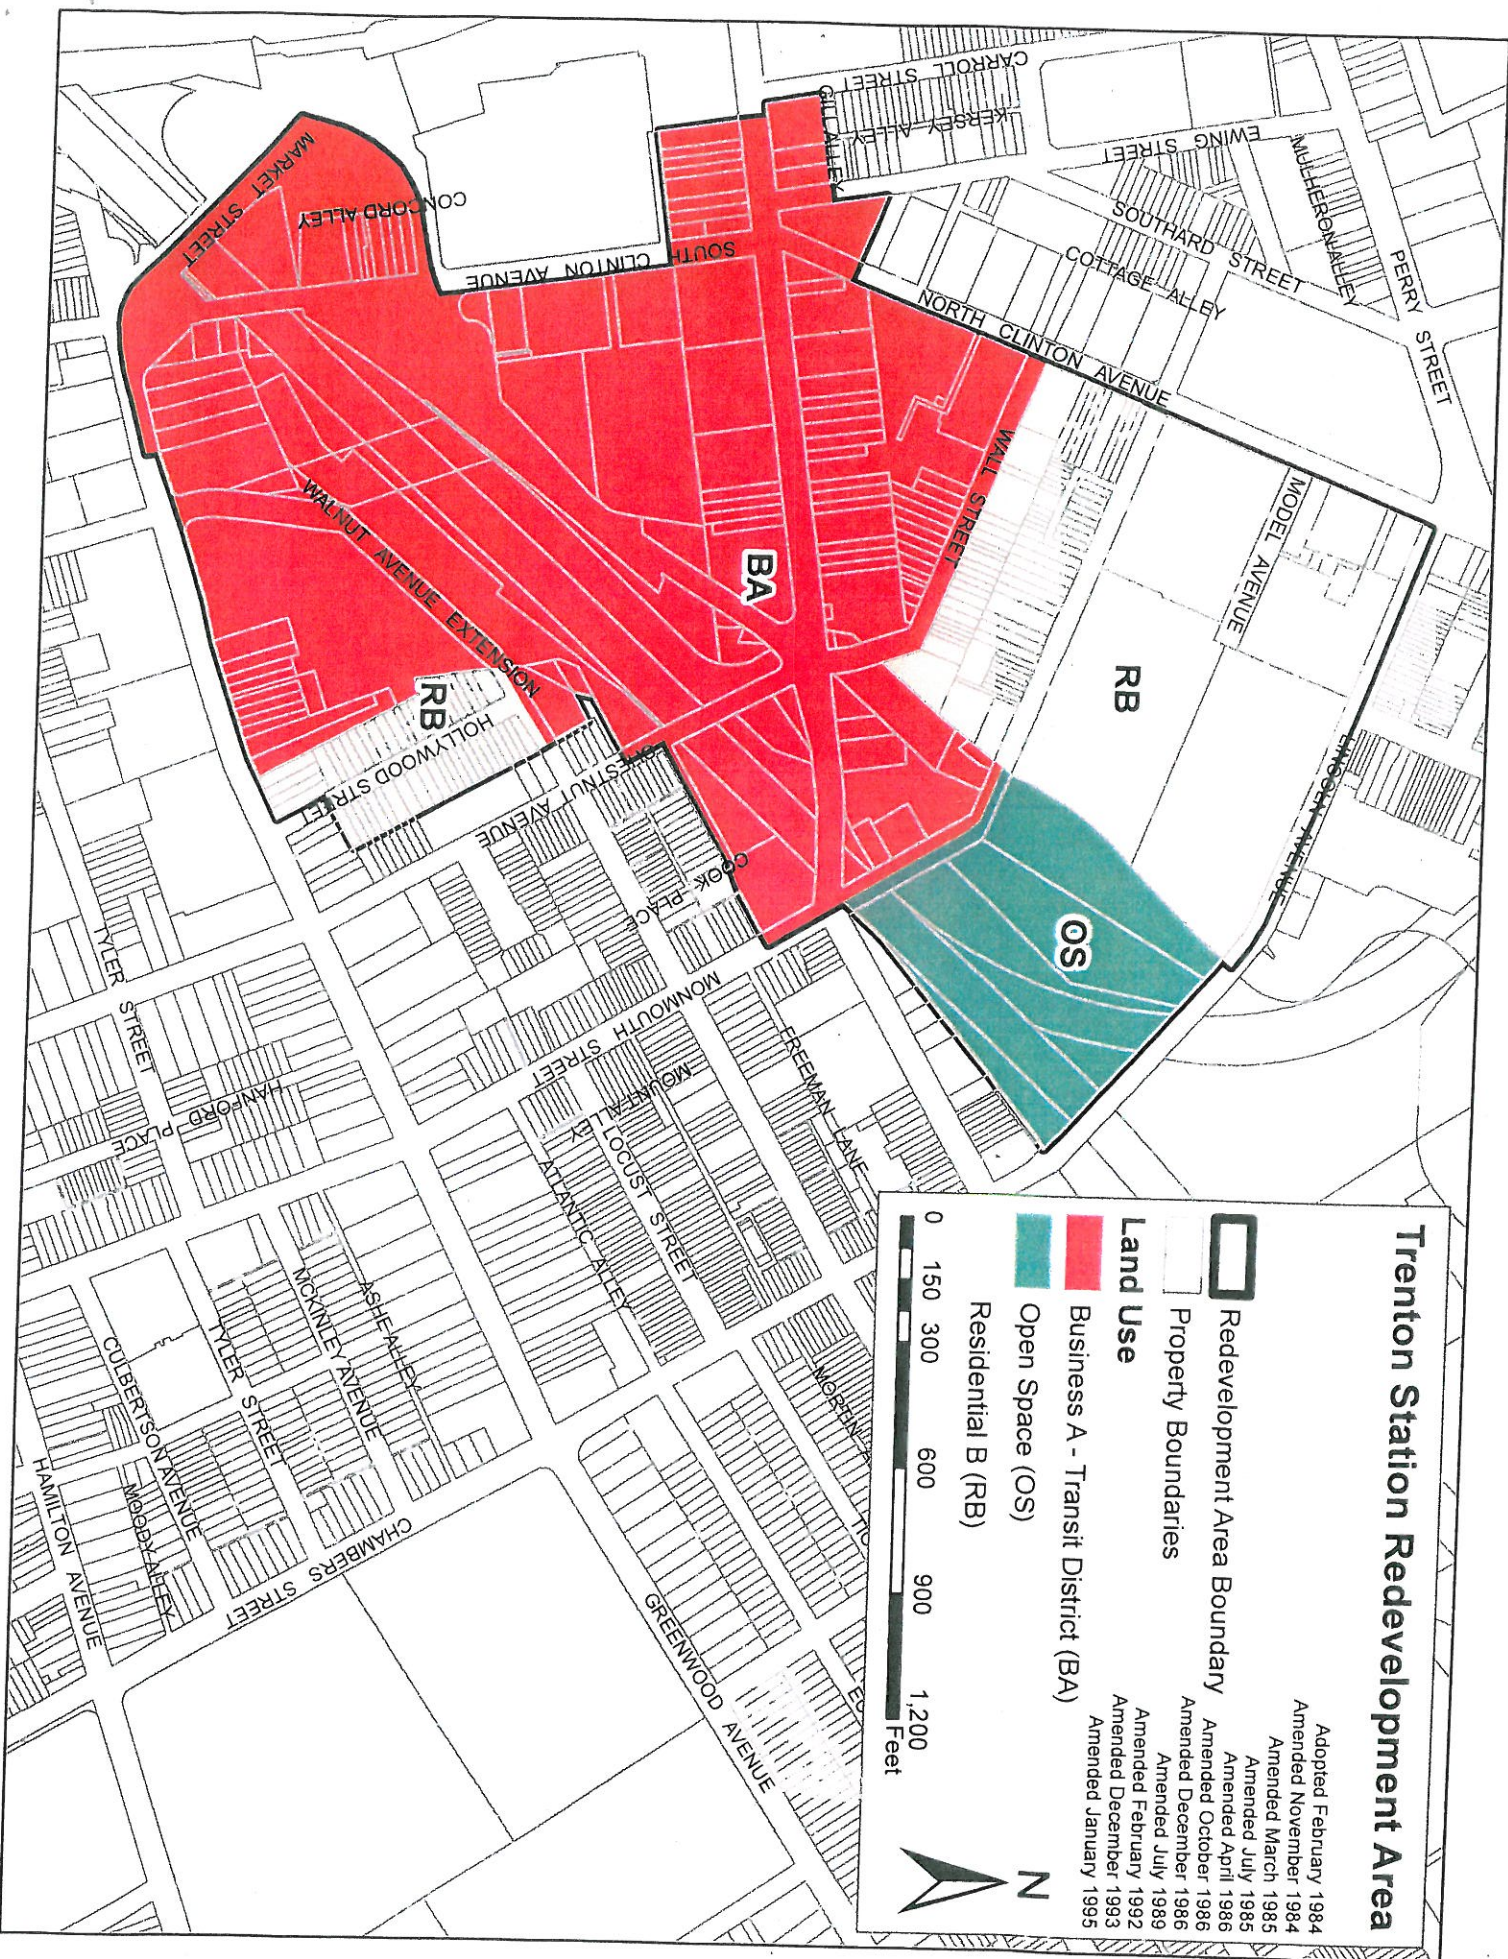 Trenton Station Redevelopment Area
Adopted February 1984
Amended November 1984
Amended March 1985
Amended July 1985
Amended April 1986
Amended October 1986
Amended December 1986
Amended July 1989
Amended February 1992
Amended December 1993
Amended January 1995
Redevelopment Area Boundary
Property Boundaries
Land Use
Business A - Transit District (BA)
Open Space (OS)
Residential B (RB)
0 150 300 600 900 1,200
Feet
N
PERRY STREET
MULHERON ALLEY
EWING STREET
SOUTHARD STREET
COTTAGE ALLEY
CARROLL STREET
KERSEY ALLEY
GILL ALLEY
NORTH CLINTON AVENUE
LINCOLN AVENUE
MODEL AVENUE
RB
WALL STREET
OS
BA
SOUTH CLINTON AVENUE
CONCORD ALLEY
MARKET STREET
WALNUT AVENUE EXTENSION
RB
HOLLYWOOD STREET
CHESTNUT AVENUE
COOK PLACE
MONMOUTH STREET
FREEMAN LANE
MOUNT ALLEY
LOCUST STREET
ATLANTIC ALLEY
TYLER STREET
HANFORD PLACE
ASHE ALLEY
MCKINLEY AVENUE
TYLER STREET
CULBERTSON AVENUE
MOODY ALLEY
HAMILTON AVENUE
CHAMBERS STREET
GREENWOOD AVENUE